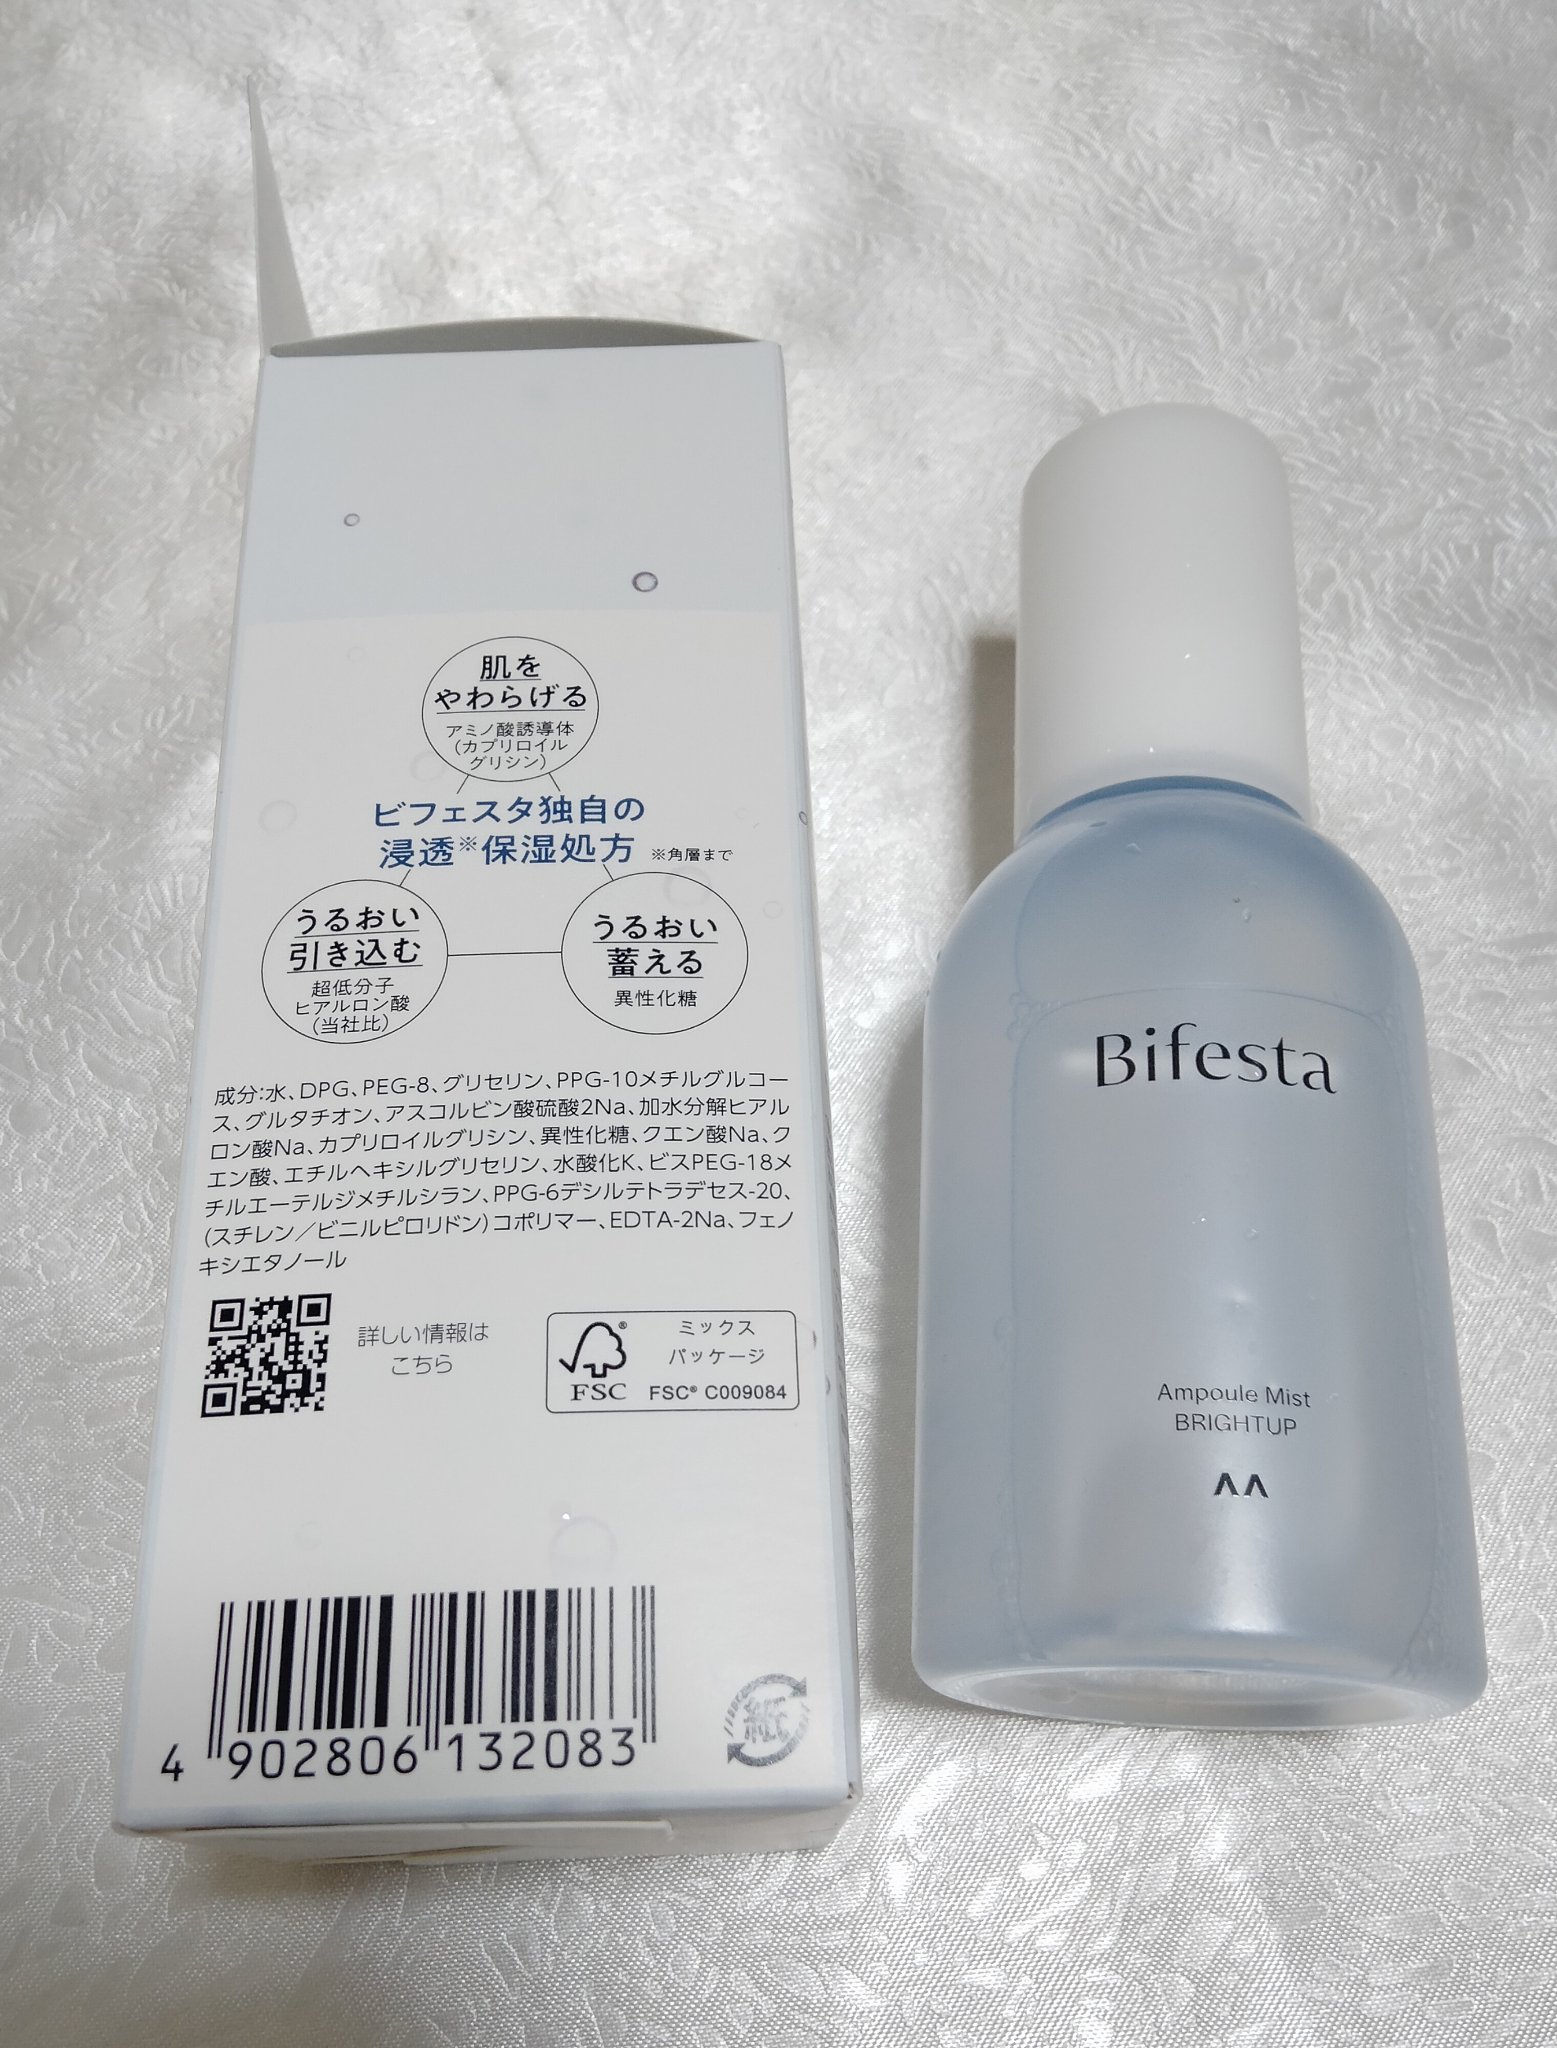 肌を
やわらげる
アミノ酸誘導体
（カプリロイル
グリシン）
ビフェスタ独自の
浸透※保湿処方 ※角層まで
うるおい
引き込む
超低分子
ヒアルロン酸
（当社比）
うるおい
蓄える
異性化糖
成分：水、DPG、PEG-8、グリセリン、PPG-10メチルグルコー
ス、グルタチオン、アスコルビン酸硫酸2Na、加水分解ヒアル
ロン酸Na、カプリロイルグリシン、異性化糖、クエン酸Na、ク
エン酸、エチルヘキシルグリセリン、水酸化K、ビスPEG-18メ
チルエーテルジメチルシラン、PPG-6デシルテトラデセス-20、
（スチレン／ビニルピロリドン）コポリマー、EDTA-2Na、フェノ
キシエタノール
詳しい情報は
こちら
FSC
ミックス
パッケージ
FSC® C009084
4 902806 132083
紙
Bifesta
Ampoule Mist
BRIGHTUP